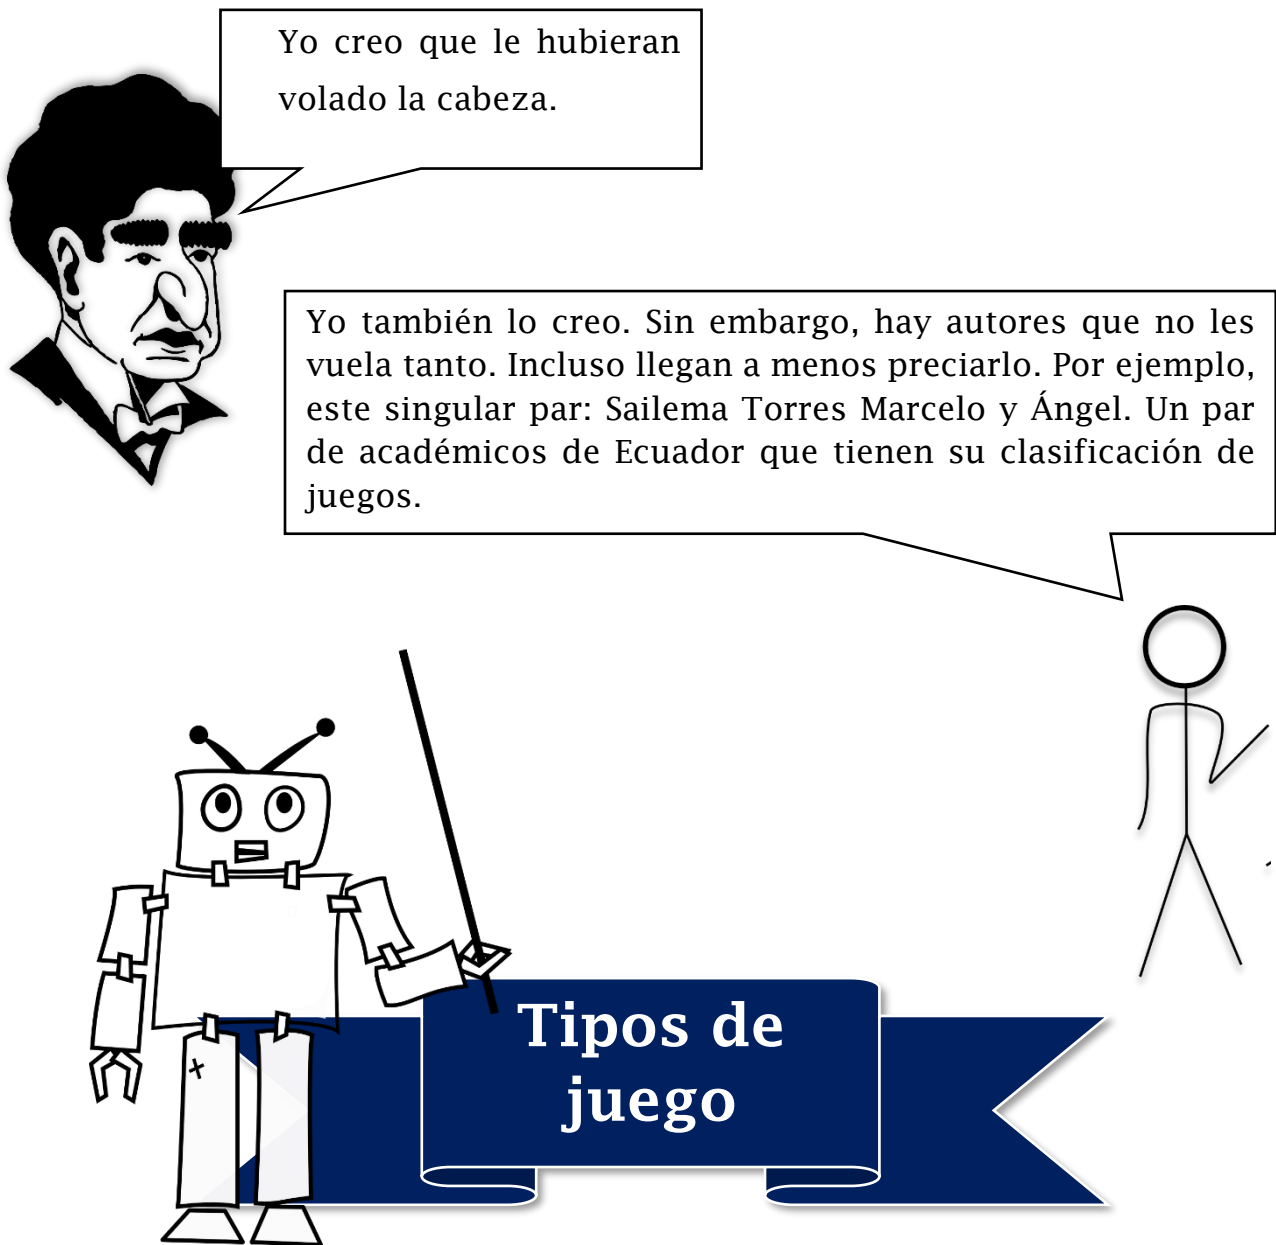 Yo creo que le hubieran
volado la cabeza.
Yo también lo creo. Sin embargo, hay autores que no les
vuela tanto. Incluso llegan a menos preciarlo. Por ejemplo,
este singular par: Sailema Torres Marcelo y Ángel. Un par
de académicos de Ecuador que tienen su clasificación de
juegos.
Tipos de
juego